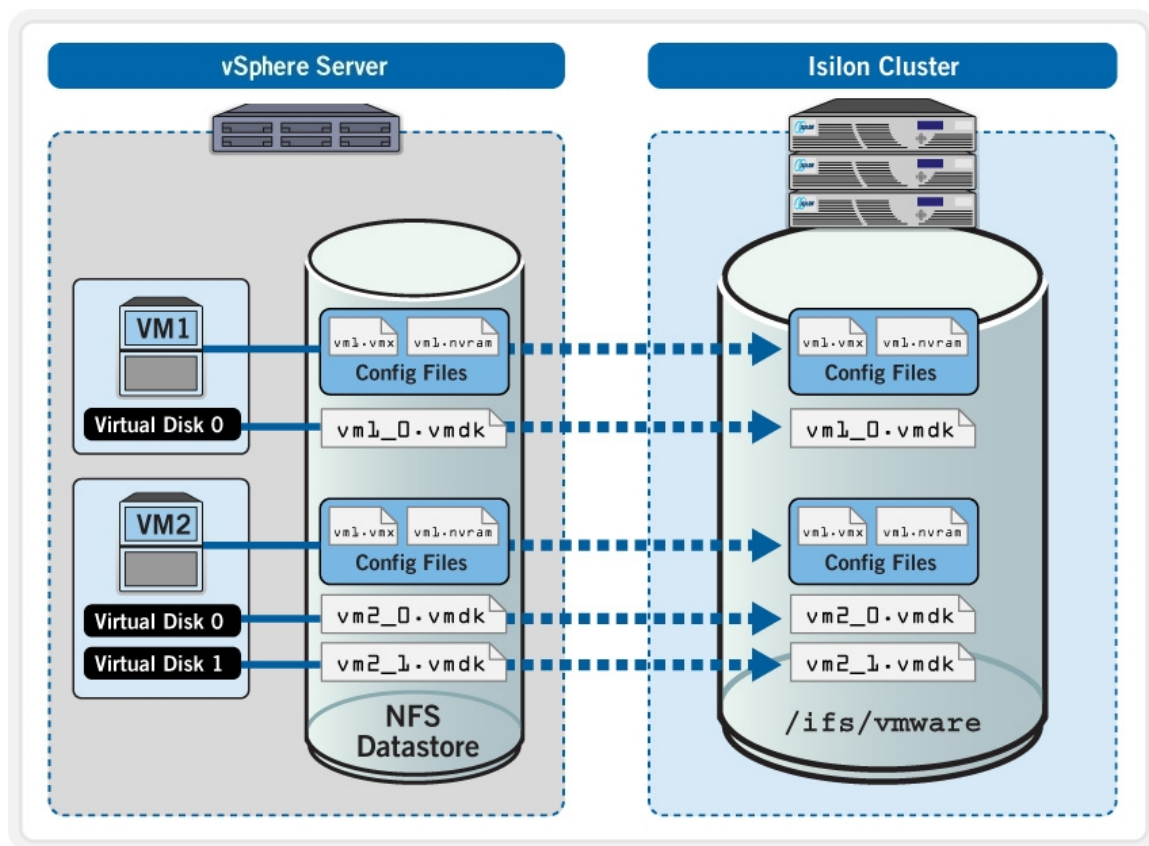 vSphere Server
Isilon Cluster
VM1
Virtual Disk 0
vm1.vmx
vm1.nvram
Config Files
vm1_0.vmdk
VM2
Virtual Disk 0
Virtual Disk 1
vm1.vmx
vm1.nvram
Config Files
vm2_0.vmdk
vm2_1.vmdk
NFS
Datastore
vm1.vmx
vm1.nvram
Config Files
vm1_0.vmdk
vm1.vmx
vm1.nvram
Config Files
vm2_0.vmdk
vm2_1.vmdk
/ifs/vmware